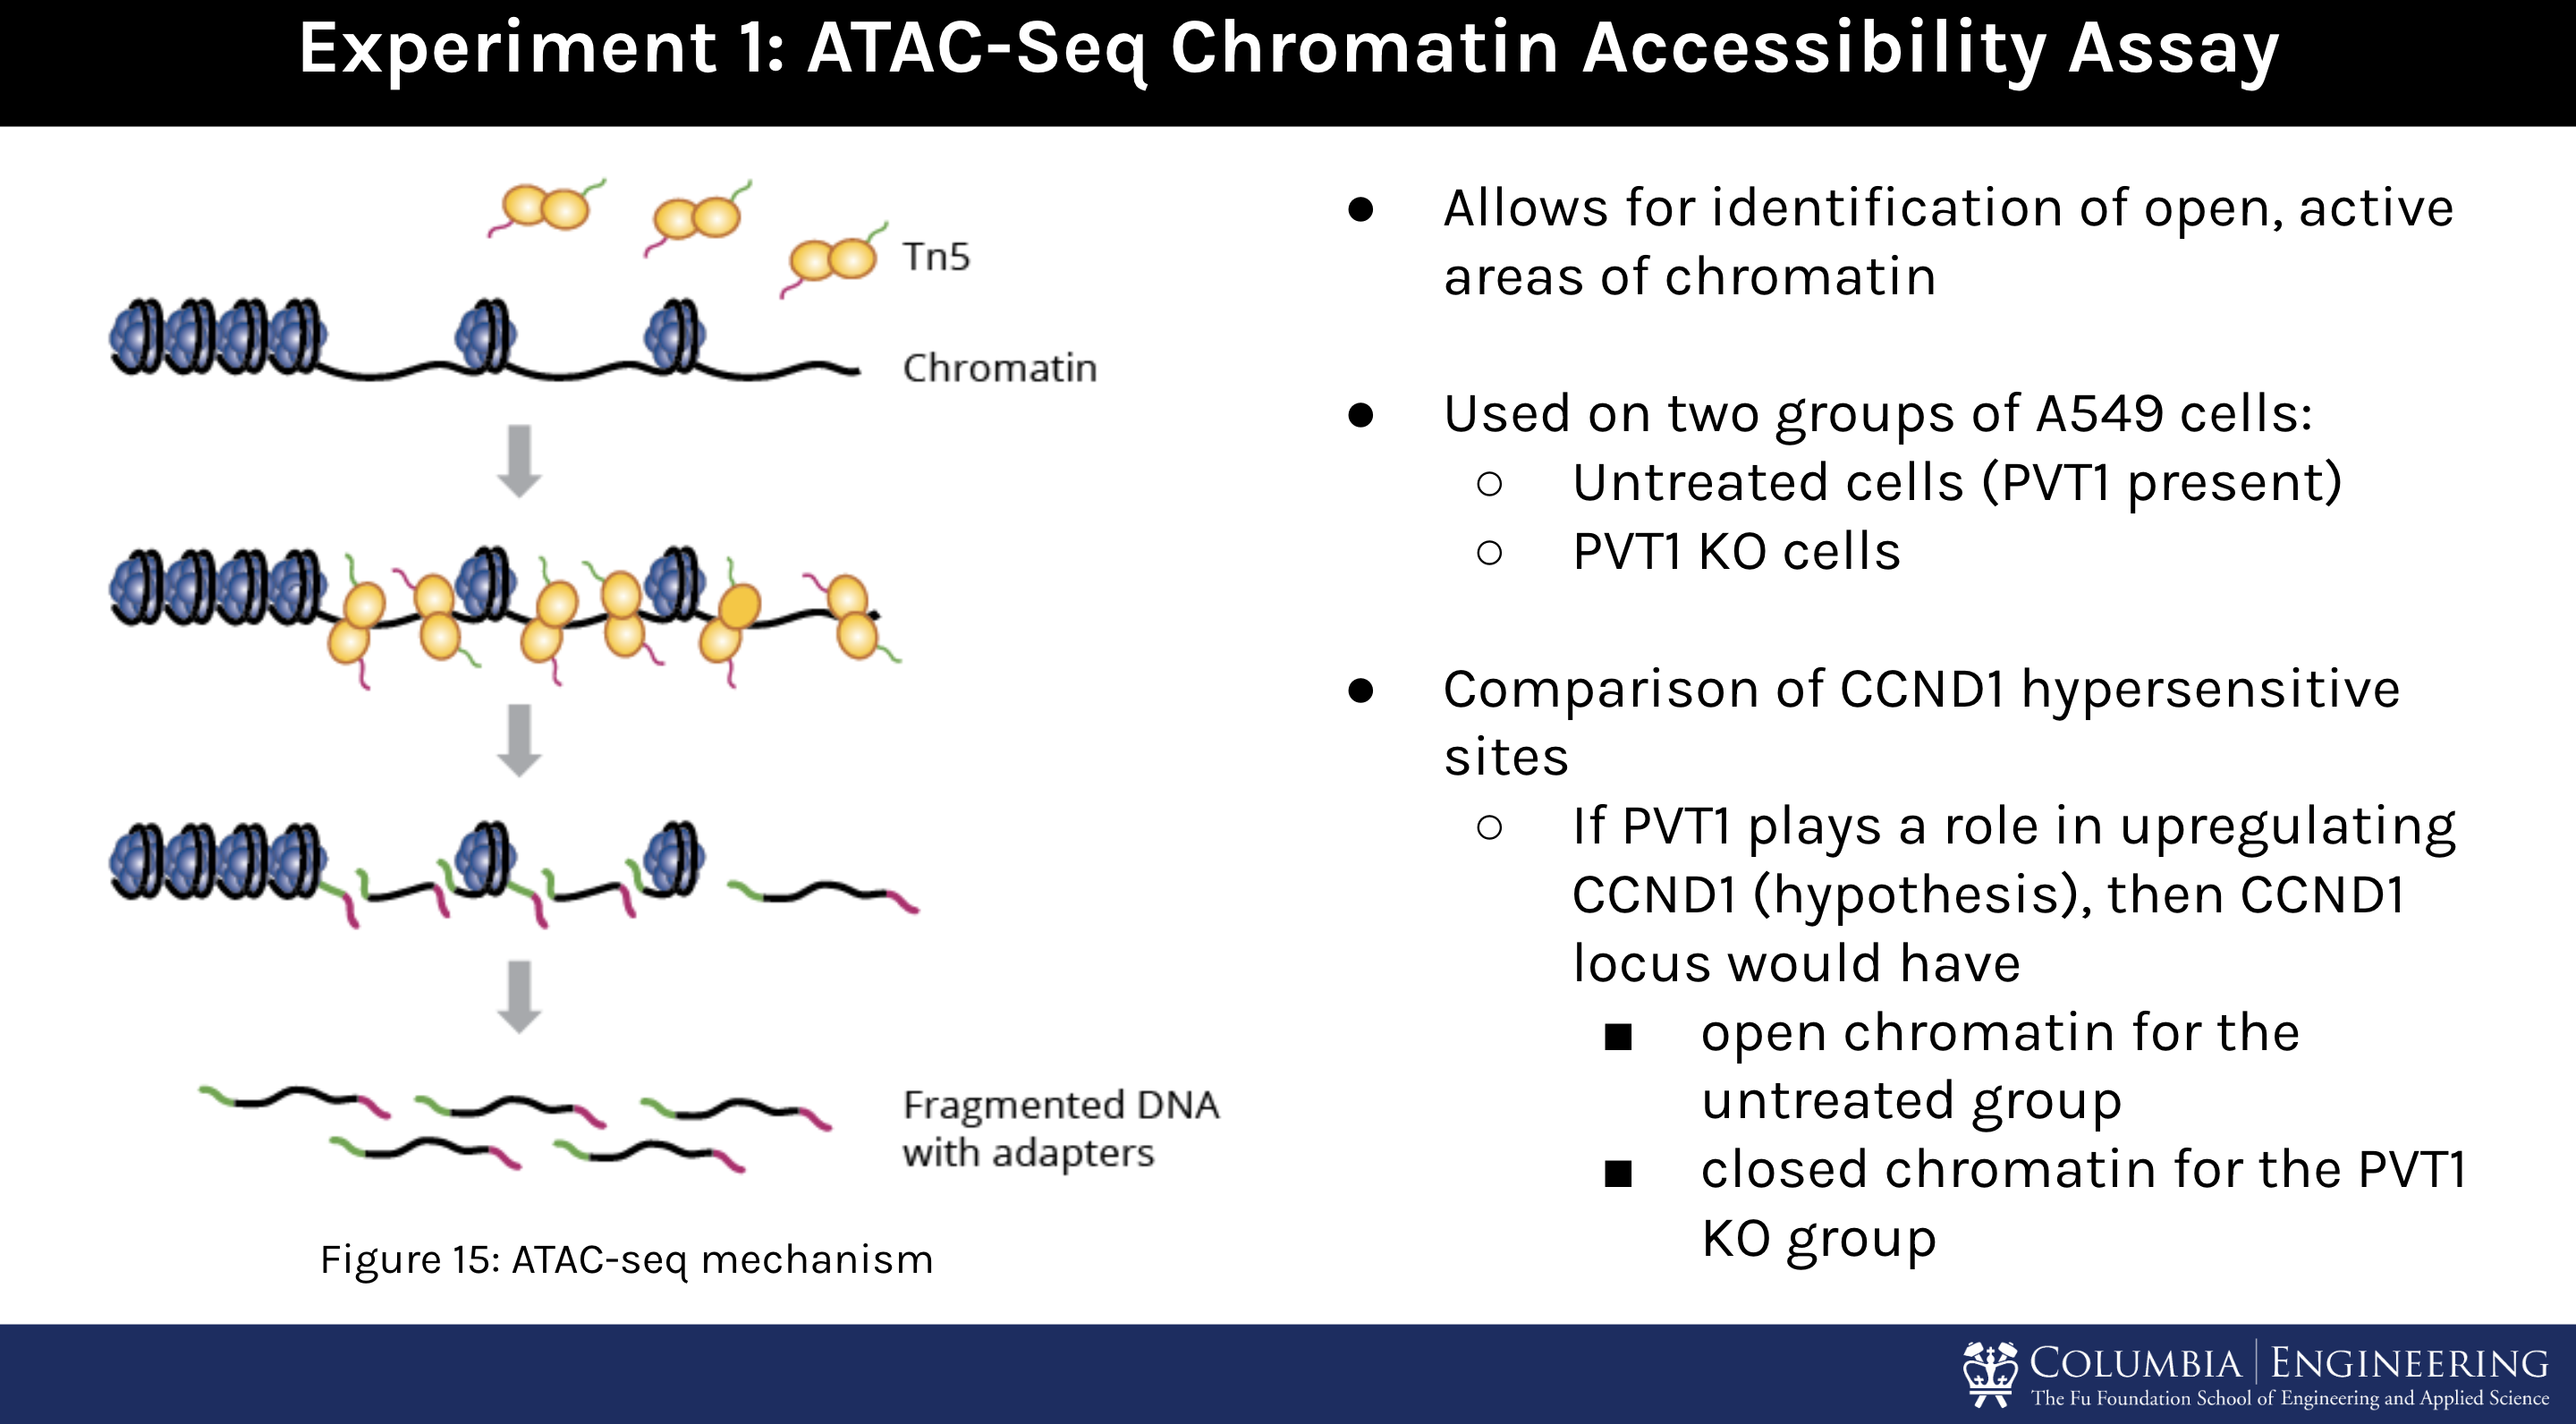 Experiment 1: ATAC-Seq Chromatin Accessibility Assay
Tn5
Chromatin
Fragmented DNA
with adapters
Figure 15: ATAC-seq mechanism
● Allows for identification of open, active
areas of chromatin
● Used on two groups of A549 cells:
○ Untreated cells (PVT1 present)
○ PVT1 KO cells
● Comparison of CCND1 hypersensitive
sites
○ If PVT1 plays a role in upregulating
CCND1 (hypothesis), then CCND1
locus would have
■ open chromatin for the
untreated group
■ closed chromatin for the PVT1
KO group
COLUMBIA | ENGINEERING
The Fu Foundation School of Engineering and Applied Science